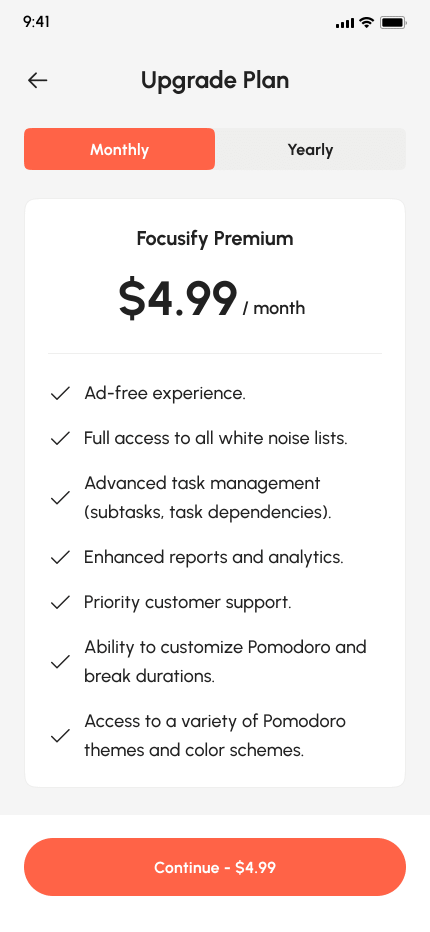 9:41
Upgrade Plan
Monthly
Yearly
Focusify Premium
$4.99 / month
Ad-free experience.
Full access to all white noise lists.
Advanced task management
(subtasks, task dependencies).
Enhanced reports and analytics.
Priority customer support.
Ability to customize Pomodoro and
break durations.
Access to a variety of Pomodoro
themes and color schemes.
Continue - $4.99